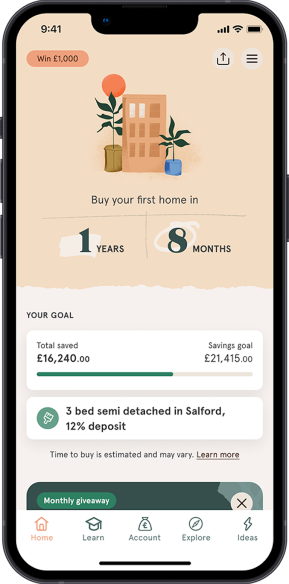 9:41
Win £1,000
Buy your first home in
1 YEARS 8 MONTHS
YOUR GOAL
Total saved Savings goal
£16,240.00 £21,415.00
3 bed semi detached in Salford,
12% deposit
Time to buy is estimated and may vary. Learn more
Monthly giveaway
Home Learn Account Explore Ideas